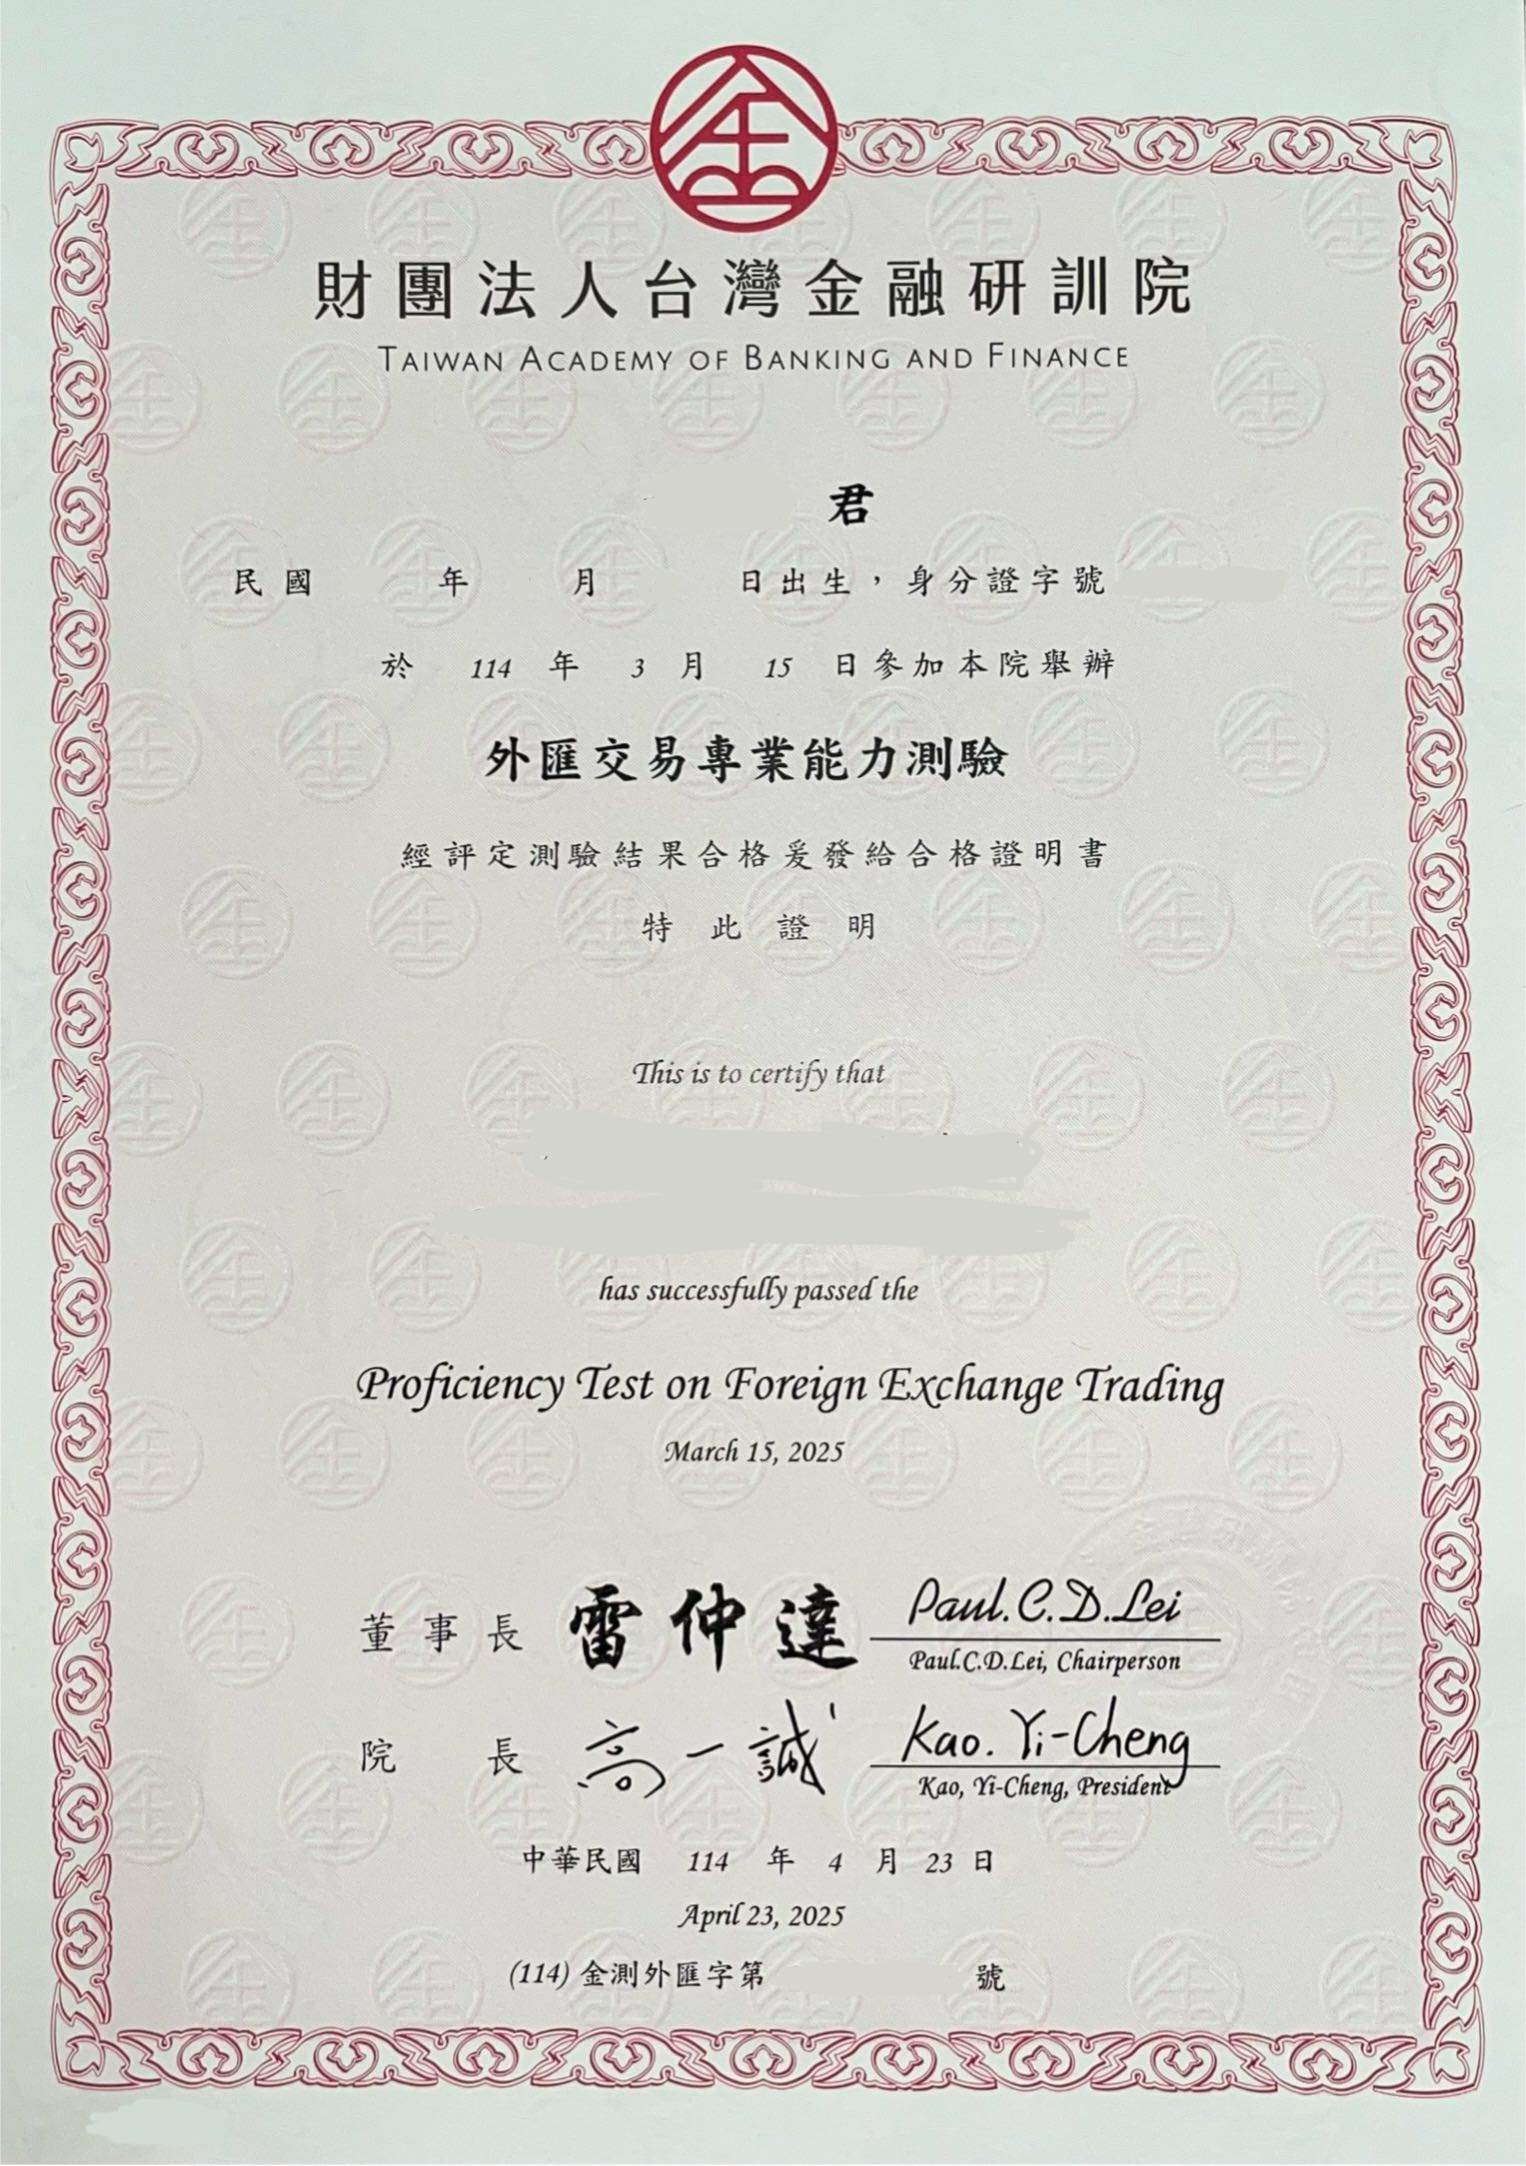 財團法人台灣金融研訓院
TAIWAN ACADEMY OF BANKING AND FINANCE
君
民國 年 月 日出生，身分證字號
於 114 年 3 月 15 日參加本院舉辦
外匯交易專業能力測驗
經評定測驗結果合格爰發給合格證明書
特此證明
This is to certify that
has successfully passed the
Proficiency Test on Foreign Exchange Trading
March 15, 2025
董事長 雷仲達 Paul.C.D.Lei
Paul.C.D.Lei, Chairperson
院長 高一誠 Kao. Yi-Cheng
Kao, Yi-Cheng, President
中華民國 114 年 4 月 23 日
April 23, 2025
(114) 金測外匯字第 號